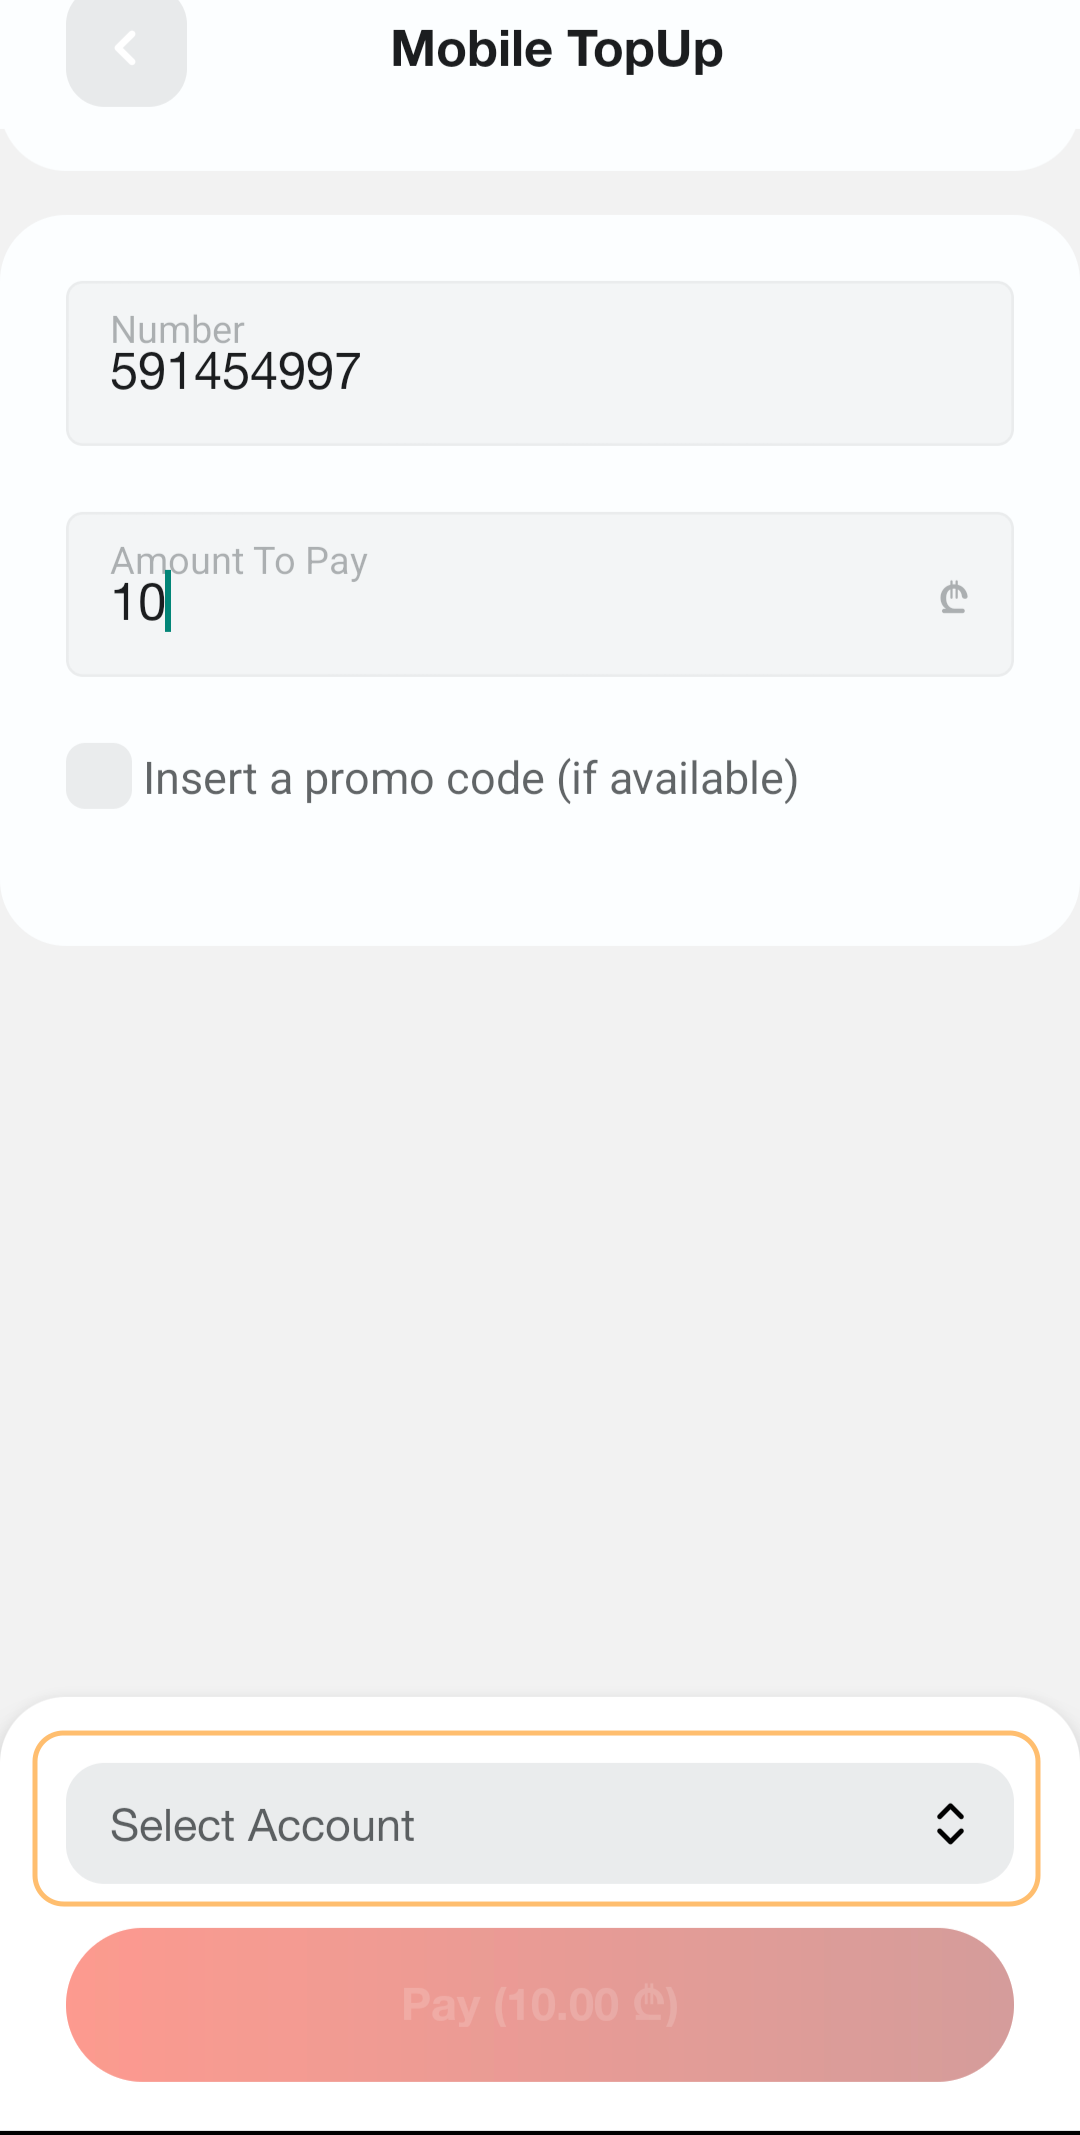 Mobile TopUp
Number
591454997
Amount To Pay
10
₾
Insert a promo code (if available)
Select Account
Pay (10.00 ₾)